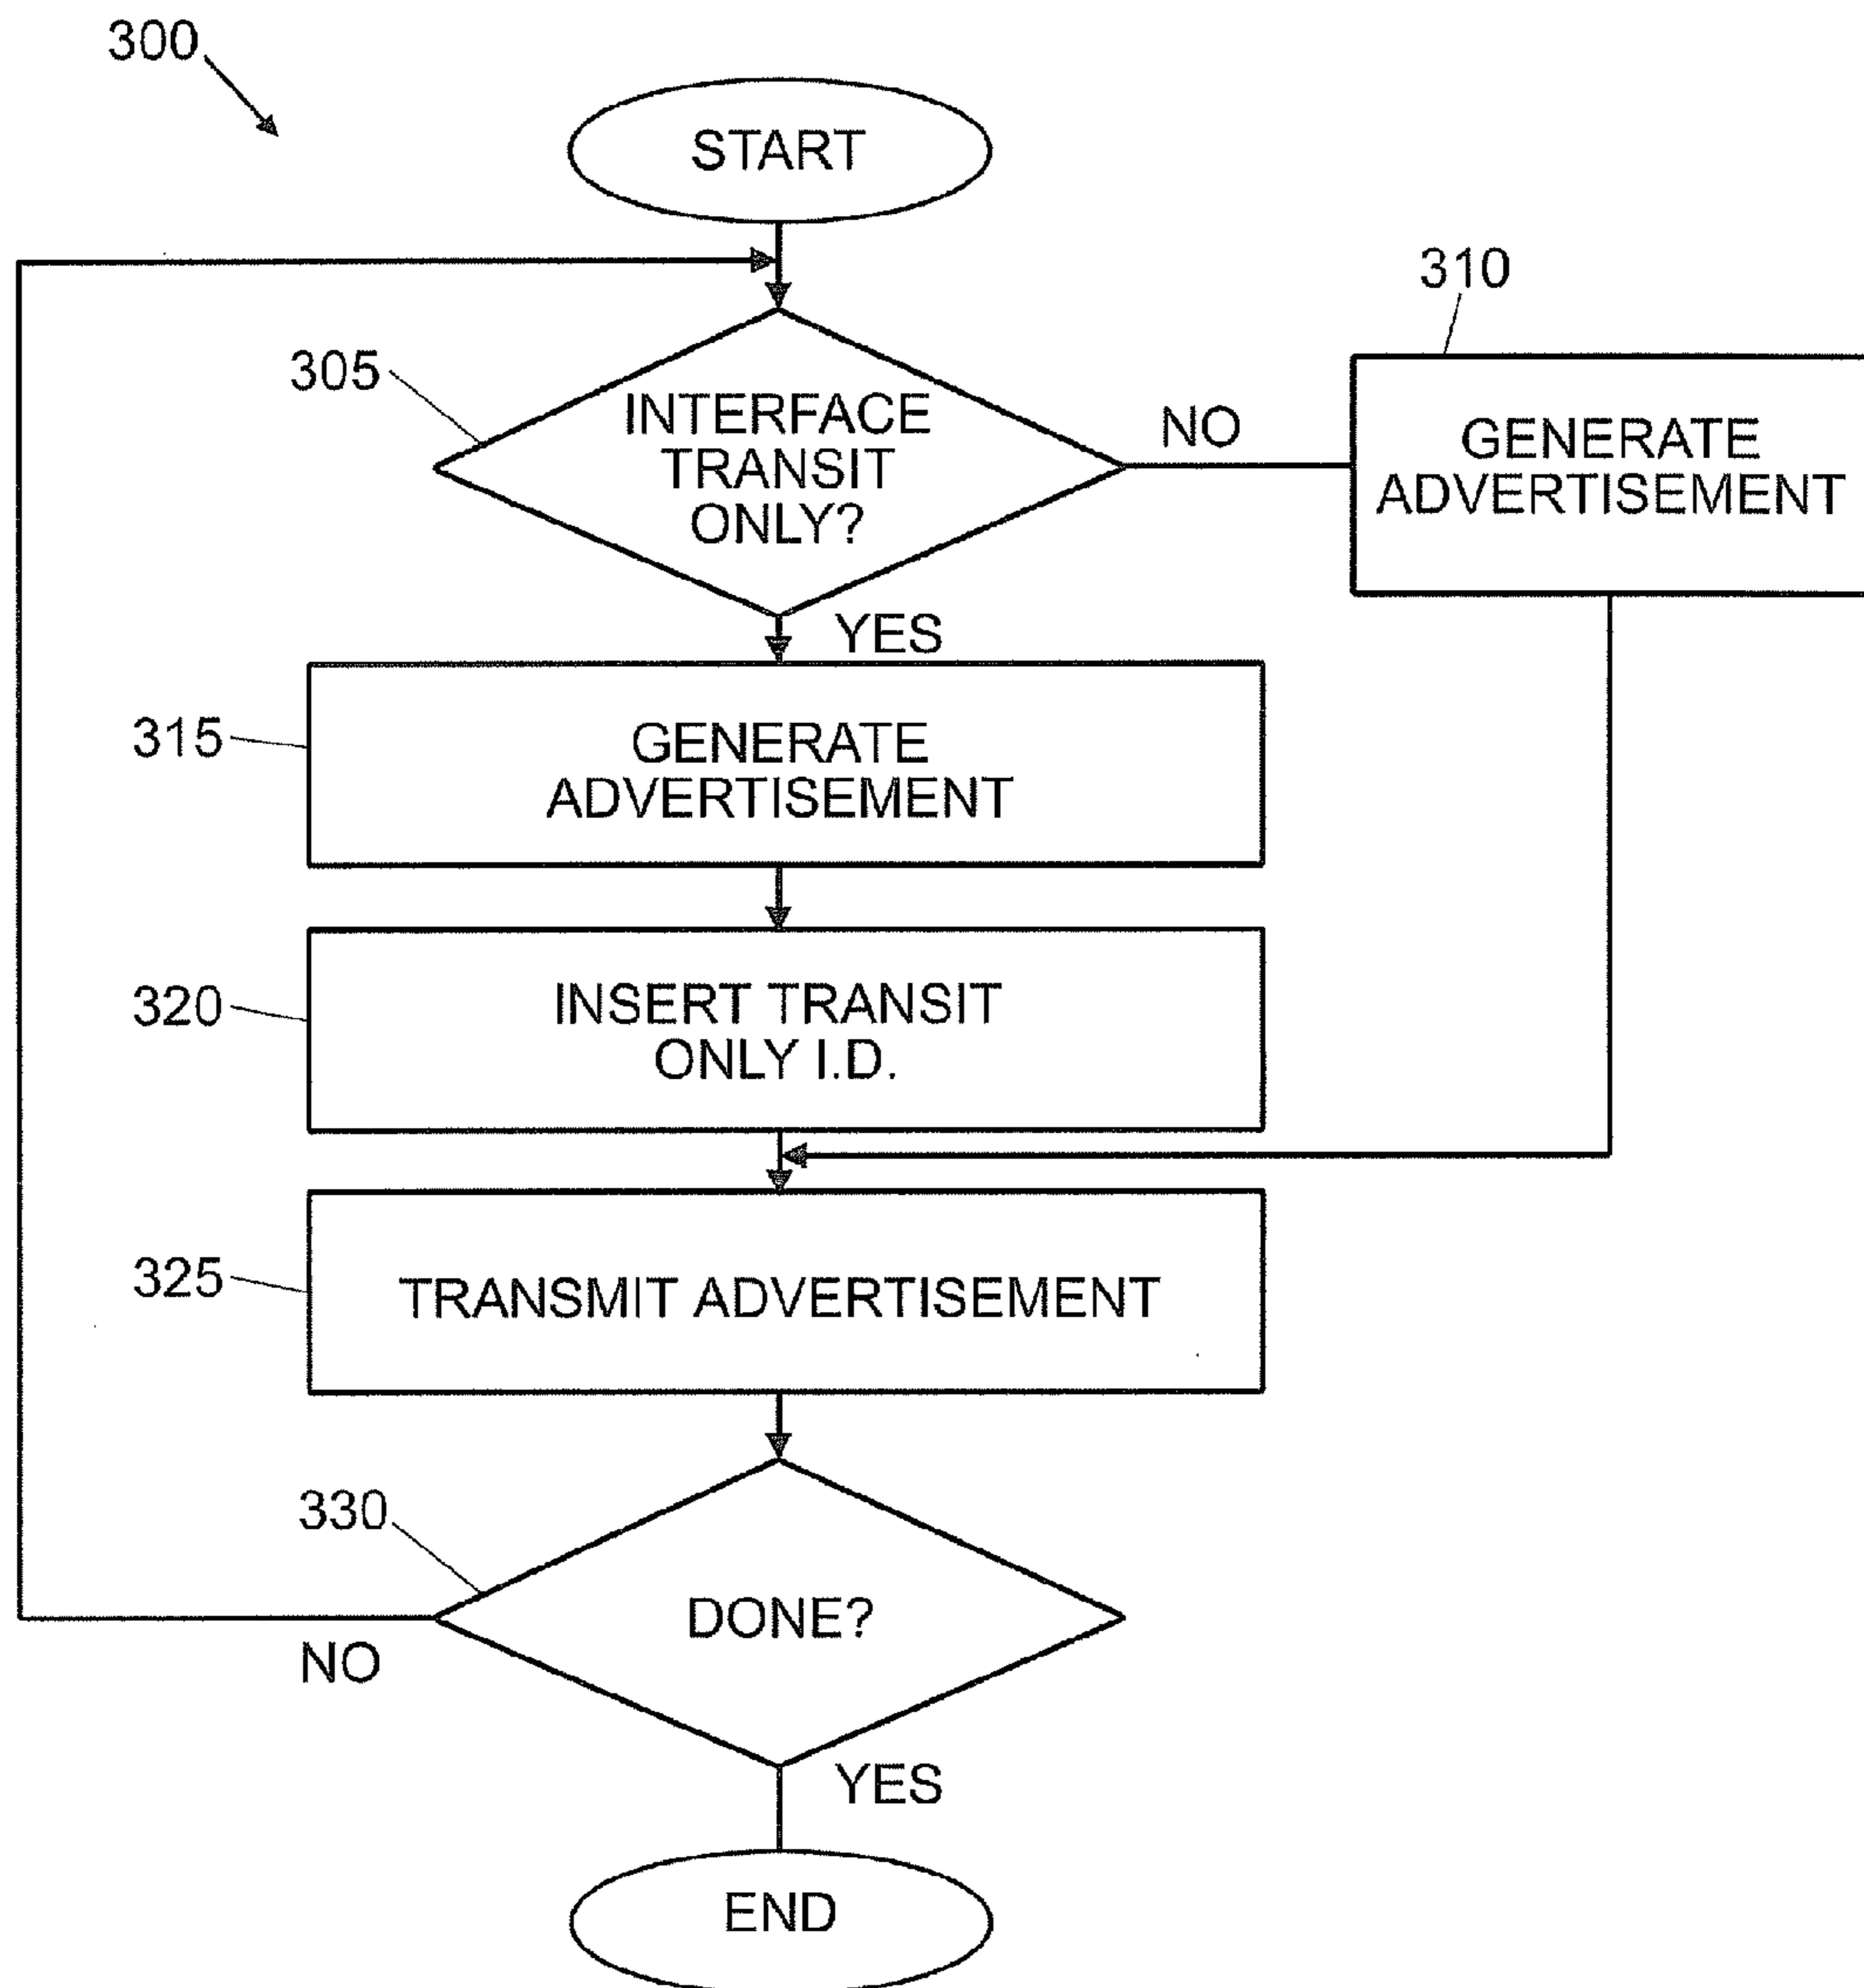 300
START
310
305
INTERFACE
TRANSIT
ONLY?
NO
GENERATE
ADVERTISEMENT
YES
315
GENERATE
ADVERTISEMENT
320
INSERT TRANSIT
ONLY I.D.
325
TRANSMIT ADVERTISEMENT
330
DONE?
NO
YES
END